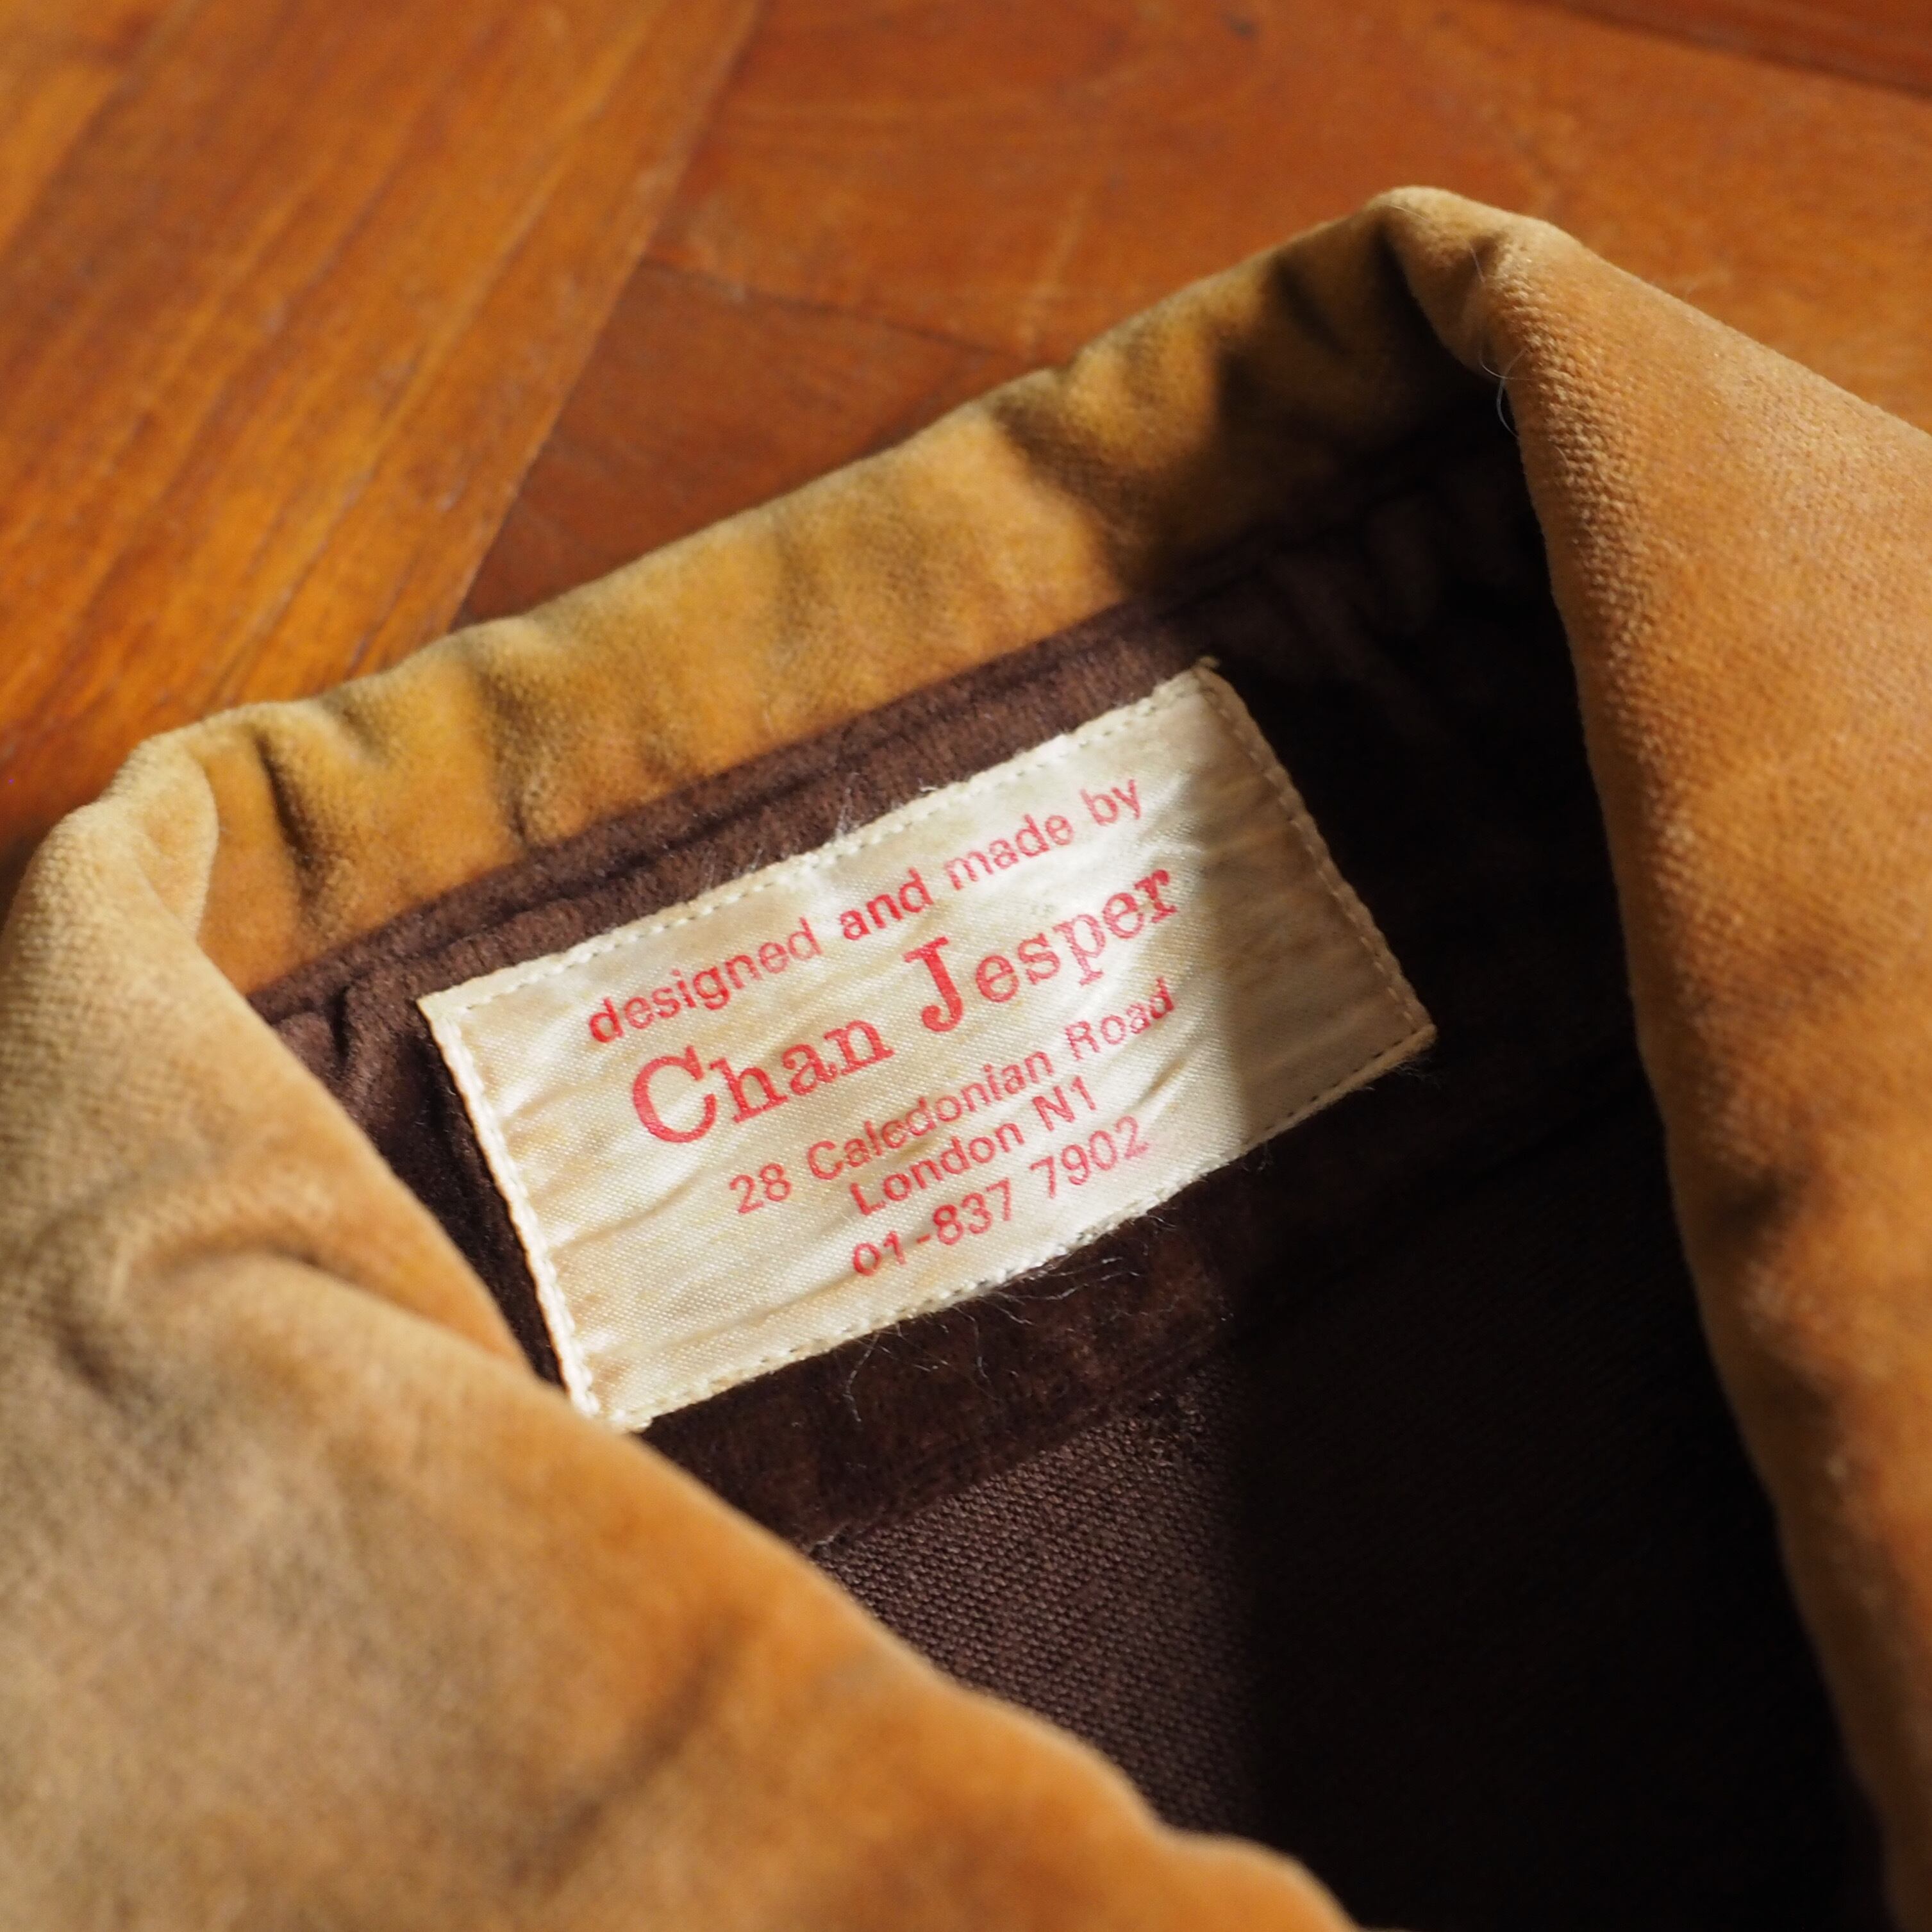 designed and made by
Chan Jesper
28 Caledonian Road
London N1
01-837 7902